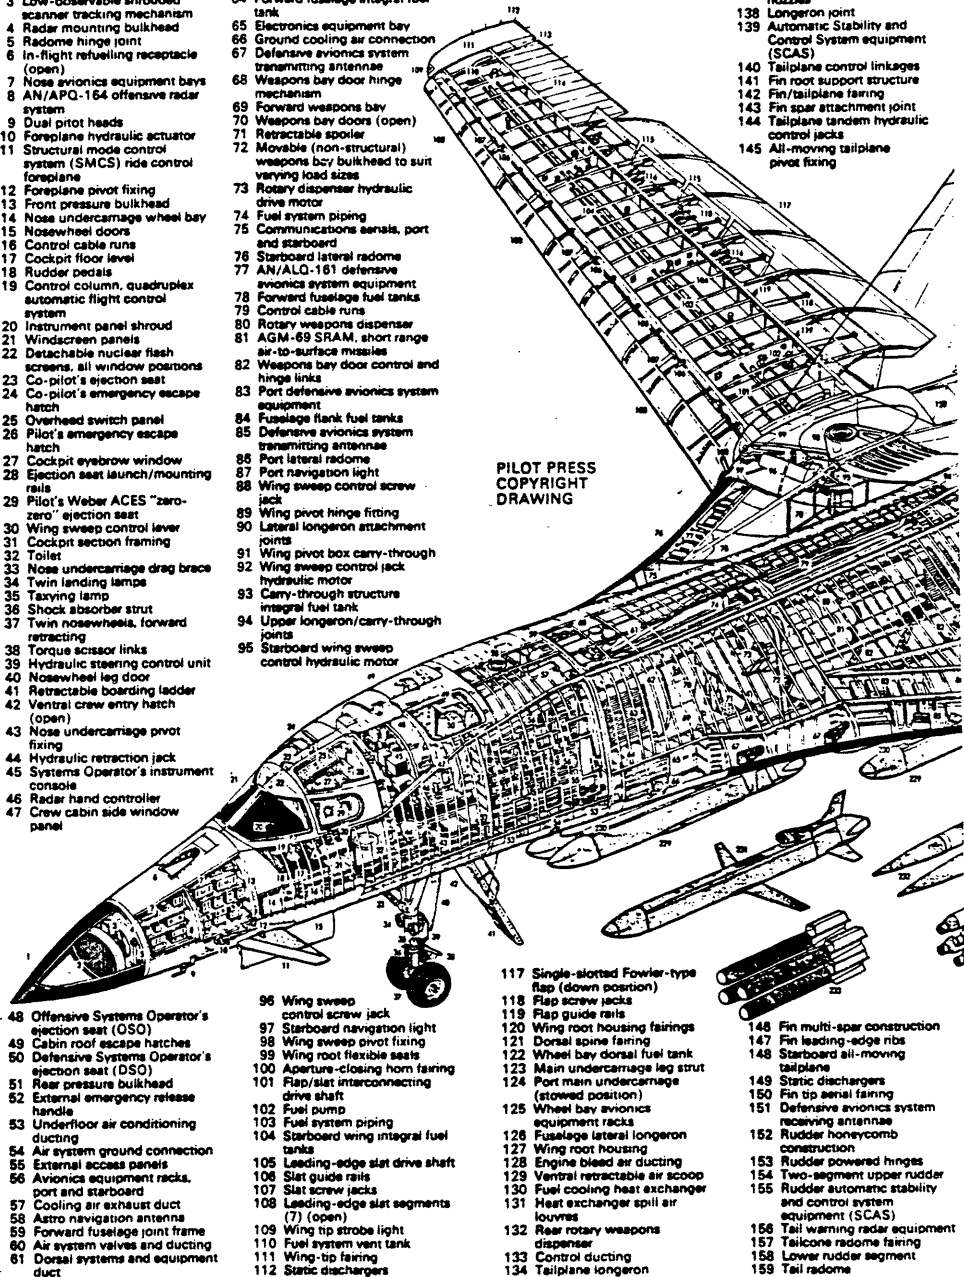 3 Low-observable shrouded
scanner tracking mechanism
4 Radar mounting bulkhead
5 Radome hinge joint
6 In-flight refuelling receptacle
(open)
7 Nose avionics equipment bays
8 AN/APQ-164 offensive radar
system
9 Dual pitot heads
10 Foreplane hydraulic actuator
11 Structural mode control
system (SMCS) ride control
foreplane
12 Foreplane pivot fixing
13 Front pressure bulkhead
14 Nose undercarriage wheel bay
15 Nosewheel doors
16 Control cable runs
17 Cockpit floor level
18 Rudder pedals
19 Control column, quadruplex
automatic flight control
system
20 Instrument panel shroud
21 Windscreen panels
22 Detachable nuclear flash
screens, all window positions
23 Co-pilot's ejection seat
24 Co-pilot's emergency escape
hatch
25 Overhead switch panel
26 Pilot's emergency escape
hatch
27 Cockpit eyebrow window
28 Ejection seat launch/mounting
rails
29 Pilot's Weber ACES "zero-
zero" ejection seat
30 Wing sweep control lever
31 Cockpit section framing
32 Toilet
33 Nose undercarriage drag brace
34 Twin landing lamps
35 Taxying lamp
36 Shock absorber strut
37 Twin nosewheels, forward
retracting
38 Torque scissor links
39 Hydraulic steering control unit
40 Nosewheel leg door
41 Retractable boarding ladder
42 Ventral crew entry hatch
(open)
43 Nose undercarriage pivot
fixing
44 Hydraulic retraction jack
45 Systems Operator's instrument
console
46 Radar hand controller
47 Crew cabin side window
panel
48 Offensive Systems Operator's
ejection seat (OSO)
49 Cabin roof escape hatches
50 Defensive Systems Operator's
ejection seat (DSO)
51 Rear pressure bulkhead
52 External emergency release
handle
53 Underfloor air conditioning
ducting
54 Air system ground connection
55 External access panels
56 Avionics equipment racks,
port and starboard
57 Cooling air exhaust duct
58 Astro navigation antenna
59 Forward fuselage joint frame
60 Air system valves and ducting
61 Dorsal systems and equipment
duct
64 Forward fuselage integral fuel
tank
65 Electronics equipment bay
66 Ground cooling air connection
67 Defensive avionics system
transmitting antennae
68 Weapons bay door hinge
mechanism
69 Forward weapons bay
70 Weapons bay doors (open)
71 Retractable spoiler
72 Movable (non-structural)
weapons bay bulkhead to suit
varying load sizes
73 Rotary dispenser hydraulic
drive motor
74 Fuel system piping
75 Communications aerials, port
and starboard
76 Starboard lateral radome
77 AN/ALQ-161 defensive
avionics system equipment
78 Forward fuselage fuel tanks
79 Control cable runs
80 Rotary weapons dispenser
81 AGM-69 SRAM, short range
air-to-surface missiles
82 Weapons bay door control and
hinge links
83 Port defensive avionics system
equipment
84 Fuselage flank fuel tanks
85 Defensive avionics system
transmitting antennae
86 Port lateral radome
87 Port navigation light
88 Wing sweep control screw
jack
89 Wing pivot hinge fitting
90 Lateral longeron attachment
joints
91 Wing pivot box carry-through
92 Wing sweep control jack
hydraulic motor
93 Carry-through structure
integral fuel tank
94 Upper longeron/carry-through
joints
95 Starboard wing sweep
control hydraulic motor
96 Wing sweep
control screw jack
97 Starboard navigation light
98 Wing sweep pivot fixing
99 Wing root flexible seals
100 Aperture-closing horn fairing
101 Flap/slat interconnecting
drive shaft
102 Fuel pump
103 Fuel system piping
104 Starboard wing integral fuel
tanks
105 Leading-edge slat drive shaft
106 Slat guide rails
107 Slat screw jacks
108 Leading-edge slat segments
(7) (open)
109 Wing tip strobe light
110 Fuel system vent tank
111 Wing-tip fairing
112 Static dischargers
PILOT PRESS
COPYRIGHT
DRAWING
117 Single-slotted Fowler-type
flap (down position)
118 Flap screw jacks
119 Flap guide rails
120 Wing root housing fairings
121 Dorsal spine fairing
122 Wheel bay dorsal fuel tank
123 Main undercarriage leg strut
124 Port main undercarriage
(stowed position)
125 Wheel bay avionics
equipment racks
126 Fuselage lateral longeron
127 Wing root housing
128 Engine bleed air ducting
129 Ventral retractable air scoop
130 Fuel cooling heat exchanger
131 Heat exchanger spill air
louvres
132 Rear rotary weapons
dispenser
133 Control ducting
134 Tailplane longeron
nozzles
138 Longeron joint
139 Automatic Stability and
Control System equipment
(SCAS)
140 Tailplane control linkages
141 Fin root support structure
142 Fin/tailplane fairing
143 Fin spar attachment joint
144 Tailplane tandem hydraulic
control jacks
145 All-moving tailplane
pivot fixing
146 Fin multi-spar construction
147 Fin leading-edge ribs
148 Starboard all-moving
tailplane
149 Static dischargers
150 Fin tip aerial fairing
151 Defensive avionics system
receiving antennae
152 Rudder honeycomb
construction
153 Rudder powered hinges
154 Two-segment upper rudder
155 Rudder automatic stability
and control system
equipment (SCAS)
156 Tail warning radar equipment
157 Tailcone radome fairing
158 Lower rudder segment
159 Tail radome